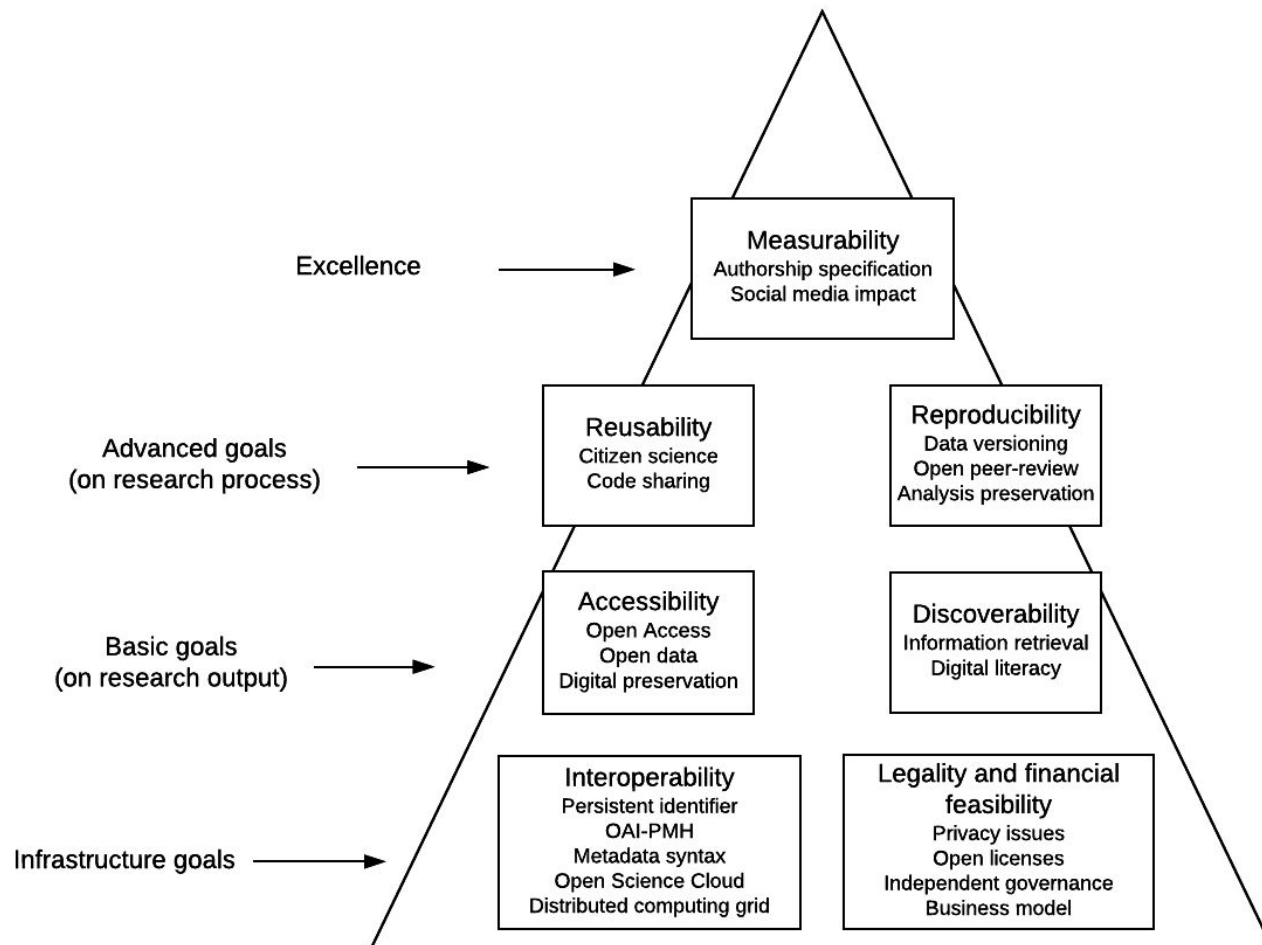 Excellence
Measurability
Authorship specification
Social media impact
Advanced goals
(on research process)
Reusability
Citizen science
Code sharing
Reproducibility
Data versioning
Open peer-review
Analysis preservation
Basic goals
(on research output)
Accessibility
Open Access
Open data
Digital preservation
Discoverability
Information retrieval
Digital literacy
Infrastructure goals
Interoperability
Persistent identifier
OAI-PMH
Metadata syntax
Open Science Cloud
Distributed computing grid
Legality and financial
feasibility
Privacy issues
Open licenses
Independent governance
Business model